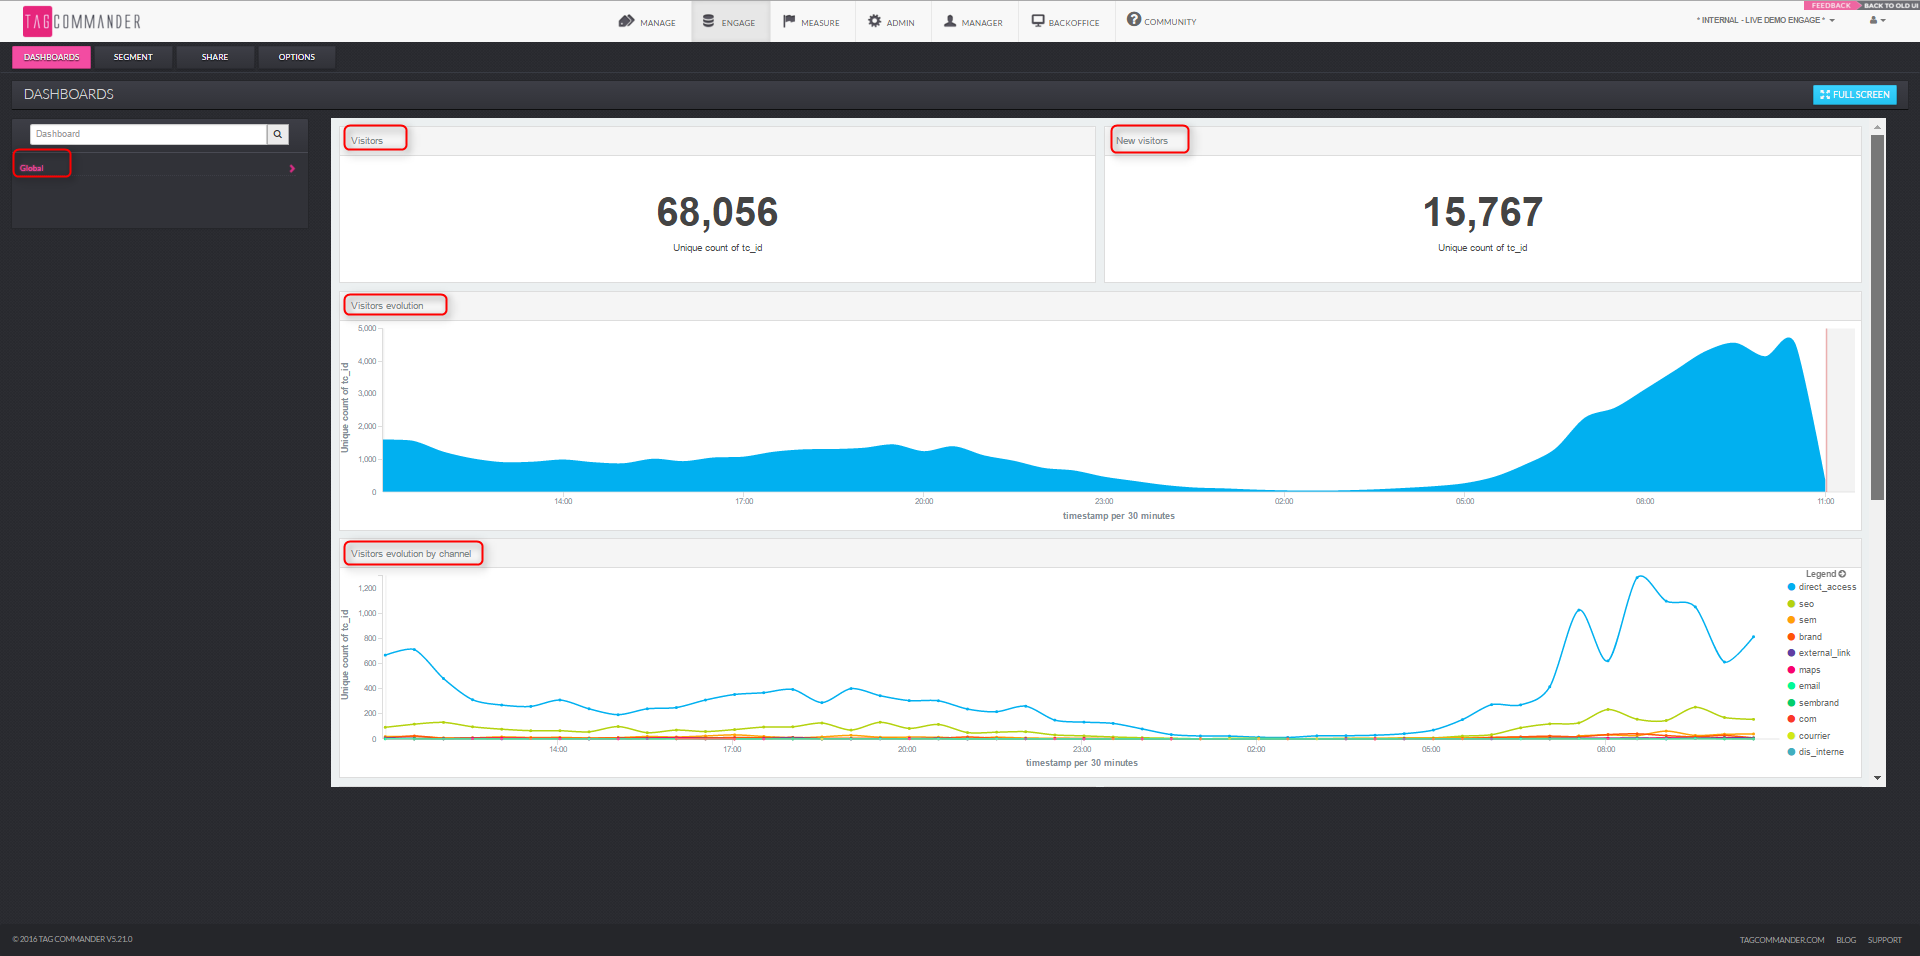 FEEDBACK BACK TO OLD UI
TAG COMMANDER MANAGE ENGAGE MEASURE ADMIN MANAGER BACKOFFICE COMMUNITY * INTERNAL - LIVE DEMO ENGAGE *
DASHBOARDS SEGMENT SHARE OPTIONS
DASHBOARDS FULL SCREEN
Dashboard
Global
Visitors
68,056
Unique count of tc_id
New visitors
15,767
Unique count of tc_id
Visitors evolution
Unique count of tc_id
5,000
4,000
3,000
2,000
1,000
0
14:00 17:00 20:00 23:00 02:00 05:00 08:00 11:00
timestamp per 30 minutes
Visitors evolution by channel
Unique count of tc_id
1,200
1,000
800
600
400
200
0
14:00 17:00 20:00 23:00 02:00 05:00 08:00
timestamp per 30 minutes
Legend
direct_access
seo
sem
brand
external_link
maps
email
sembrand
com
courrier
dis_interne
© 2016 TAG COMMANDER V5.21.0 TAGCOMMANDER.COM BLOG SUPPORT